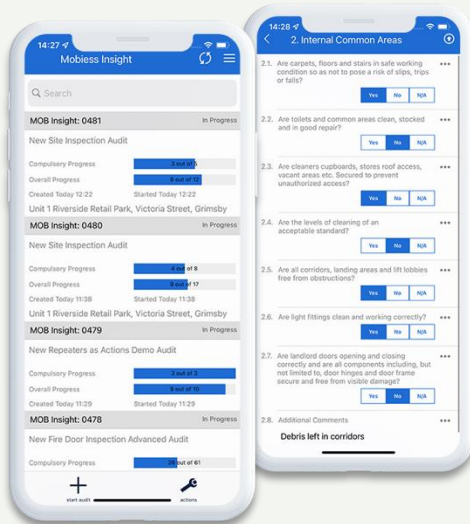 14:27
Mobiess Insight
Search
MOB Insight: 0481 In Progress
New Site Inspection Audit
Compulsory Progress 3 out of 5
Overall Progress 8 out of 12
Created Today 12:22 Started Today 12:22
Unit 1 Riverside Retail Park, Victoria Street, Grimsby
MOB Insight: 0480 In Progress
New Site Inspection Audit
Compulsory Progress 4 out of 8
Overall Progress 9 out of 17
Created Today 11:38 Started Today 11:38
Unit 1 Riverside Retail Park, Victoria Street, Grimsby
MOB Insight: 0479 In Progress
New Repeaters as Actions Demo Audit
Compulsory Progress 3 out of 3
Overall Progress 9 out of 10
Created Today 11:29 Started Today 11:29
MOB Insight: 0478 In Progress
New Fire Door Inspection Advanced Audit
Compulsory Progress out of 61
start audit actions
14:28
2. Internal Common Areas
2.1. Are carpets, floors and stairs in safe working
condition so as not to pose a risk of slips, trips
or falls?
Yes No N/A
2.2. Are toilets and common areas clean, stocked
and in good repair?
Yes No N/A
2.3. Are cleaners cupboards, stores roof access,
vacant areas etc. Secured to prevent
unauthorized access?
Yes No N/A
2.4. Are the levels of cleaning of an
acceptable standard?
Yes No N/A
2.5. Are all corridors, landing areas and lift lobbies
free from obstructions?
Yes No N/A
2.6. Are light fittings clean and working correctly?
Yes No N/A
2.7. Are landlord doors opening and closing
correctly and are all components including, but
not limited to, door hinges and door frame
secure and free from visible damage?
Yes No N/A
2.8. Additional Comments
Debris left in corridors